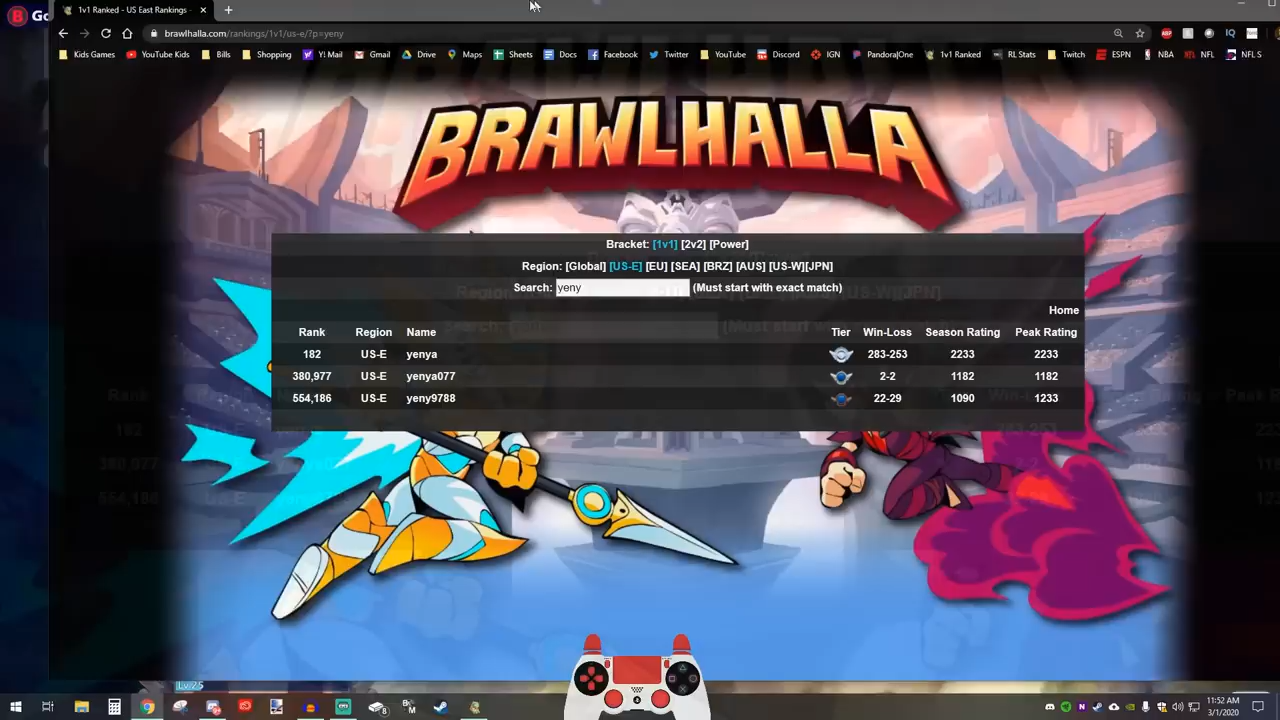 Go
1v1 Ranked - US East Rankings -
brawlhalla.com/rankings/1v1/us-e/?p=yeny
Kids Games YouTube Kids Bills Shopping Y! Mail Gmail Drive Maps Sheets Docs Facebook Twitter YouTube Discord IGN Pandora|One 1v1 Ranked RL Stats Twitch ESPN NBA NFL NFL S
BRAWLHALLA
Bracket: [1v1] [2v2] [Power]
Region: [Global] [US-E] [EU] [SEA] [BRZ] [AUS] [US-W][JPN]
Search: yeny (Must start with exact match)
Home
Rank Region Name Tier Win-Loss Season Rating Peak Rating
182 US-E yenya 283-253 2233 2233
380,977 US-E yenya077 2-2 1182 1182
554,186 US-E yeny9788 22-29 1090 1233
Lv.25
11:52 AM
3/1/2020